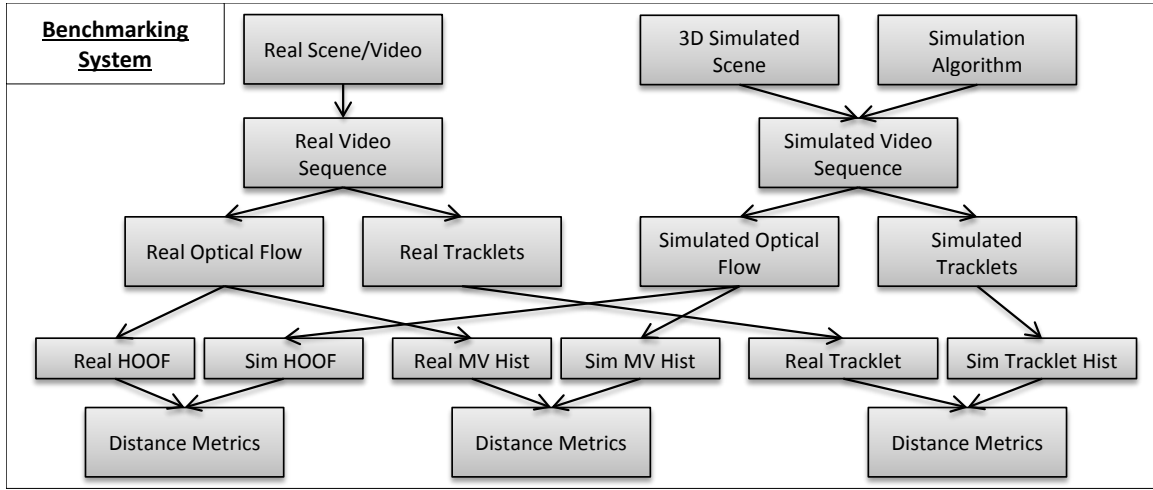 Benchmarking
System
Real Scene/Video
3D Simulated
Scene
Simulation
Algorithm
Real Video
Sequence
Simulated Video
Sequence
Real Optical Flow
Real Tracklets
Simulated Optical
Flow
Simulated
Tracklets
Real HOOF
Sim HOOF
Real MV Hist
Sim MV Hist
Real Tracklet
Sim Tracklet Hist
Distance Metrics
Distance Metrics
Distance Metrics